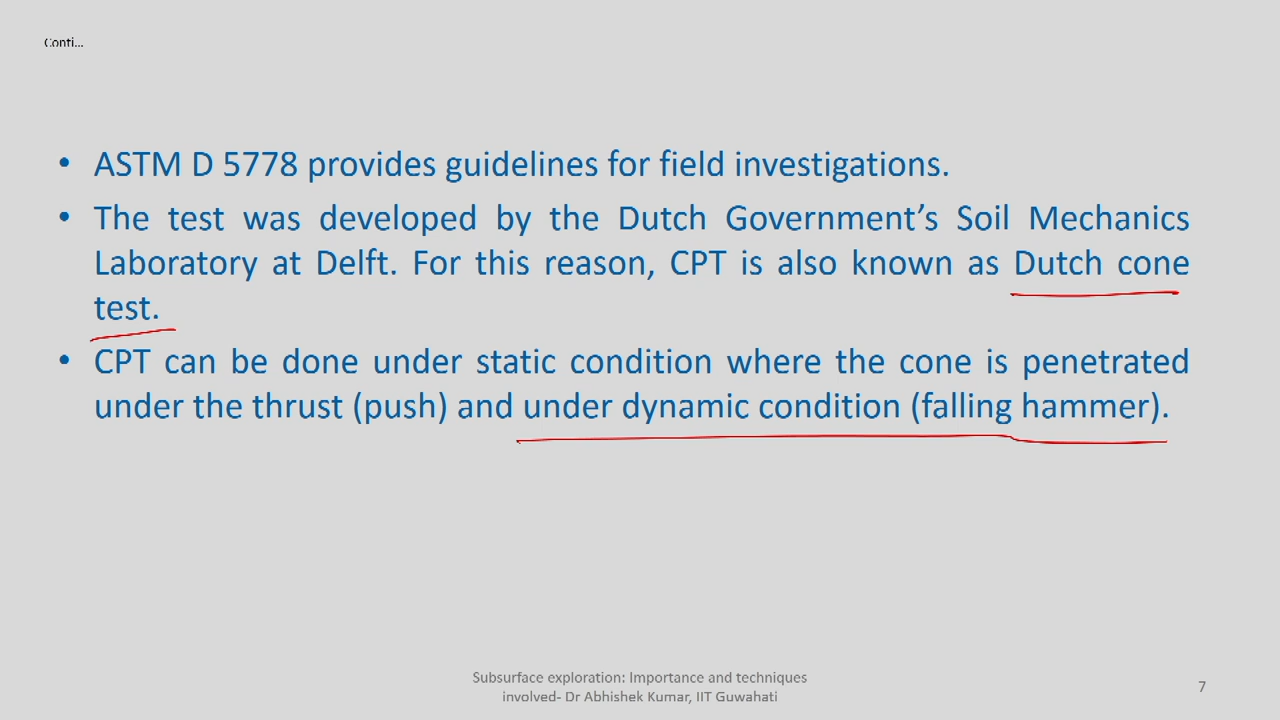 Conti...
• ASTM D 5778 provides guidelines for field investigations.
• The test was developed by the Dutch Government’s Soil Mechanics
Laboratory at Delft. For this reason, CPT is also known as Dutch cone
test.
• CPT can be done under static condition where the cone is penetrated
under the thrust (push) and under dynamic condition (falling hammer).
Subsurface exploration: Importance and techniques
involved- Dr Abhishek Kumar, IIT Guwahati
7